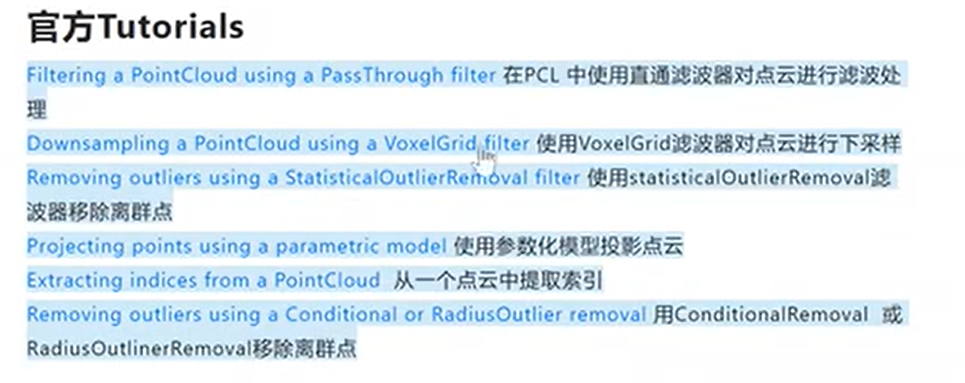 官方Tutorials
Filtering a PointCloud using a PassThrough filter 在PCL 中使用直通滤波器对点云进行滤波处
理
Downsampling a PointCloud using a VoxelGrid filter 使用VoxelGrid滤波器对点云进行下采样
Removing outliers using a StatisticalOutlierRemoval filter 使用statisticalOutlierRemoval滤
波器移除离群点
Projecting points using a parametric model 使用参数化模型投影点云
Extracting indices from a PointCloud 从一个点云中提取索引
Removing outliers using a Conditional or RadiusOutlier removal 用ConditionalRemoval 或
RadiusOutlinerRemoval移除离群点